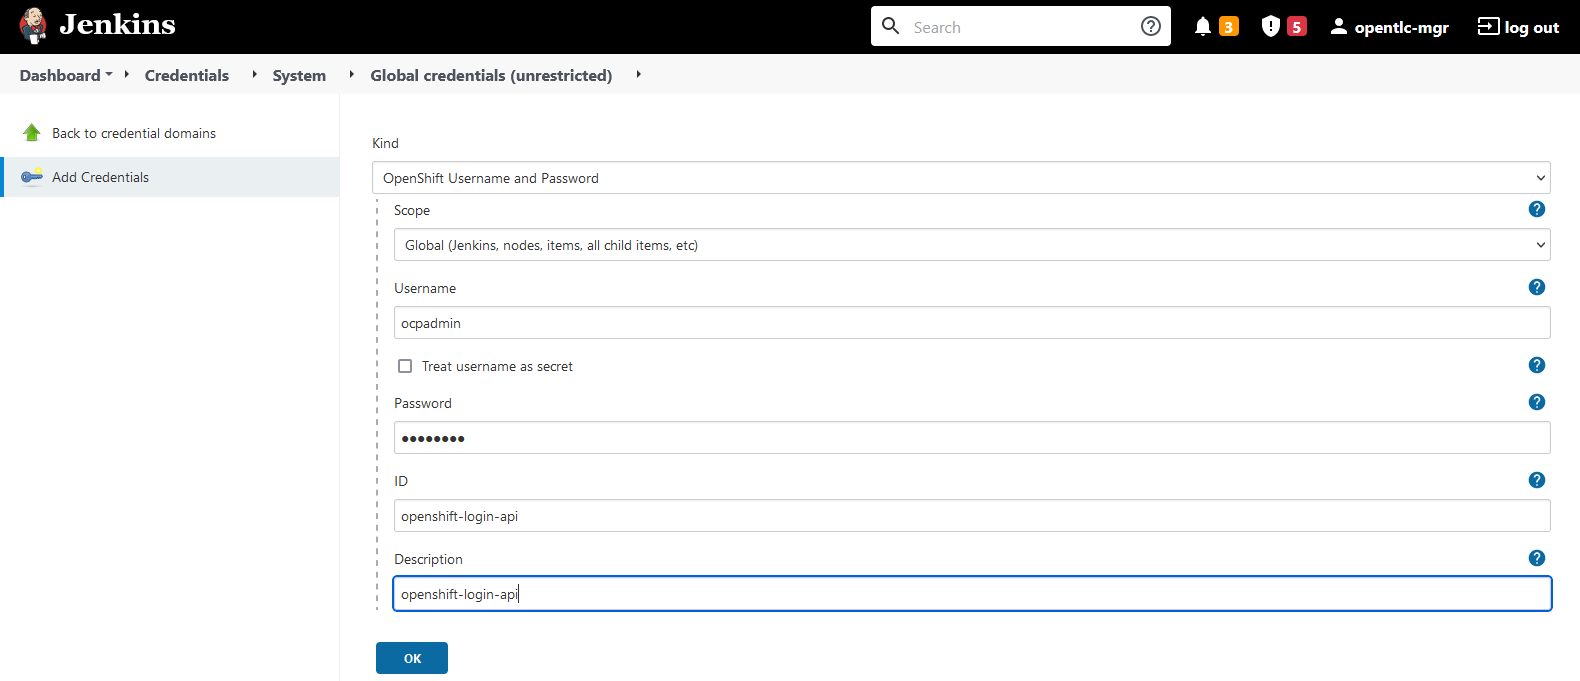 Jenkins
Search
3
5
opentlc-mgr
log out
Dashboard
Credentials
System
Global credentials (unrestricted)
Back to credential domains
Add Credentials
Kind
OpenShift Username and Password
Scope
?
Global (Jenkins, nodes, items, all child items, etc)
Username
?
ocpadmin
Treat username as secret
?
Password
?
••••••••
ID
?
openshift-login-api
Description
?
openshift-login-api
OK